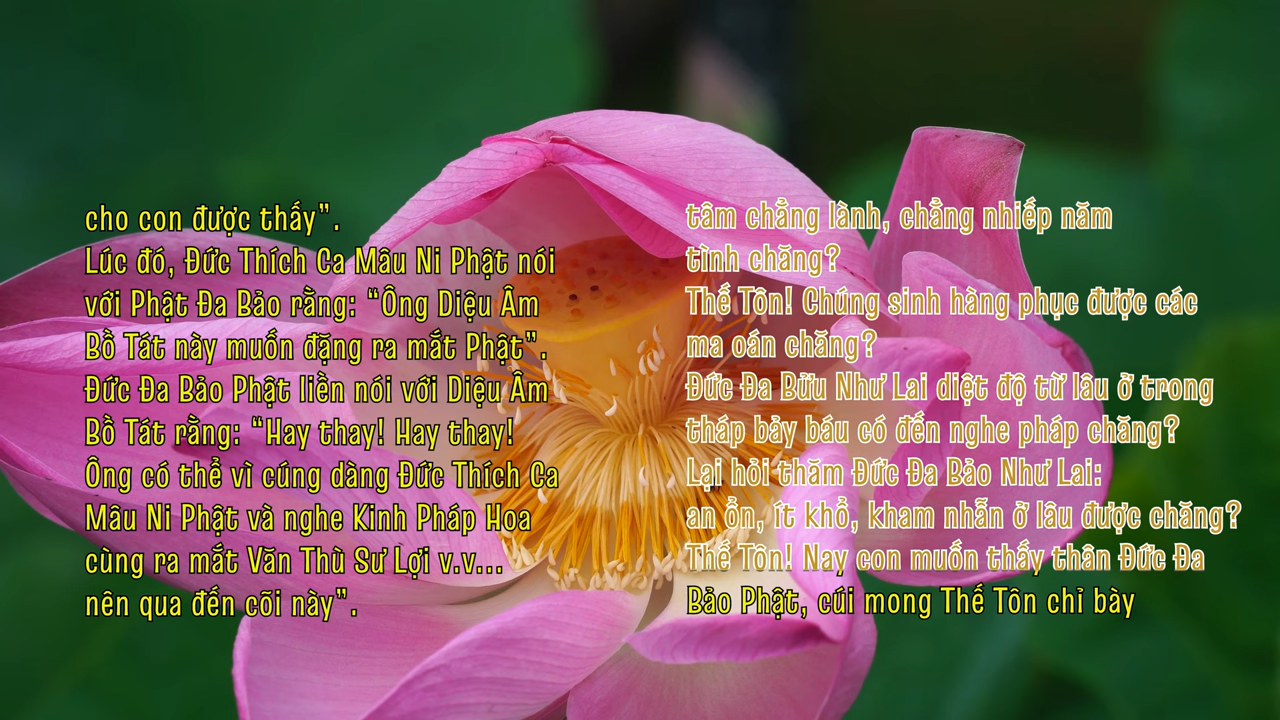 cho con được thấy”.
Lúc đó, Đức Thích Ca Mâu Ni Phật nói
với Phật Đa Bảo rằng: “Ông Diệu Âm
Bồ Tát này muốn đặng ra mắt Phật”.
Đức Đa Bảo Phật liền nói với Diệu Âm
Bồ Tát rằng: “Hay thay! Hay thay!
Ông có thể vì cúng dàng Đức Thích Ca
Mâu Ni Phật và nghe Kinh Pháp Hoa
cùng ra mắt Văn Thù Sư Lợi v.v...
nên qua đến cõi này”.
tâm chẳng lành, chẳng nhiếp năm
tình chăng?
Thế Tôn! Chúng sinh hàng phục được các
ma oán chăng?
Đức Đa Bửu Như Lai diệt độ từ lâu ở trong
tháp bảy báu có đến nghe pháp chăng?
Lại hỏi thăm Đức Đa Bảo Như Lai:
an ổn, ít khổ, kham nhẫn ở lâu được chăng?
Thế Tôn! Nay con muốn thấy thân Đức Đa
Bảo Phật, cúi mong Thế Tôn chỉ bày